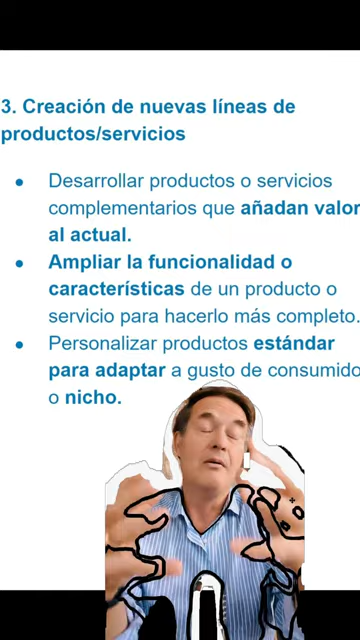 3. Creación de nuevas líneas de
productos/servicios
● Desarrollar productos o servicios
complementarios que añadan valor
al actual.
● Ampliar la funcionalidad o
características de un producto o
servicio para hacerlo más completo.
● Personalizar productos estándar
para adaptar a gusto de consumido
o nicho.